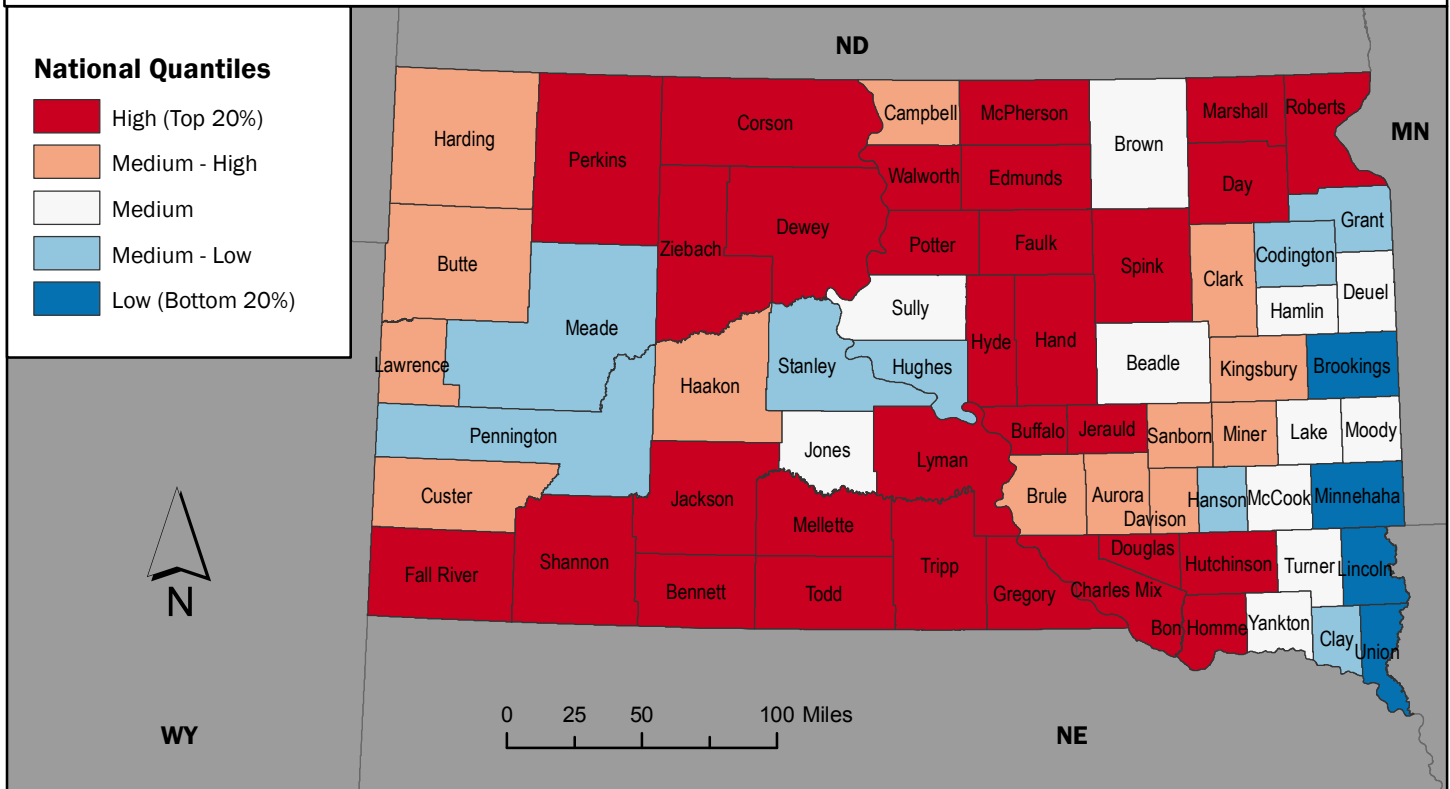 National Quantiles
High (Top 20%)
Medium - High
Medium
Medium - Low
Low (Bottom 20%)
ND
MN
WY
NE
N
0 25 50 100 Miles
Harding
Perkins
Corson
Campbell
McPherson
Brown
Marshall
Roberts
Walworth
Edmunds
Day
Butte
Ziebach
Dewey
Potter
Faulk
Spink
Clark
Codington
Grant
Meade
Sully
Hamlin
Deuel
Lawrence
Haakon
Stanley
Hughes
Hyde
Hand
Beadle
Kingsbury
Brookings
Pennington
Jones
Lyman
Buffalo
Jerauld
Sanborn
Miner
Lake
Moody
Custer
Jackson
Mellette
Brule
Aurora
Davison
Hanson
McCook
Minnehaha
Fall River
Shannon
Bennett
Todd
Tripp
Gregory
Charles Mix
Douglas
Hutchinson
Turner
Lincoln
Bon Homme
Yankton
Clay
Union